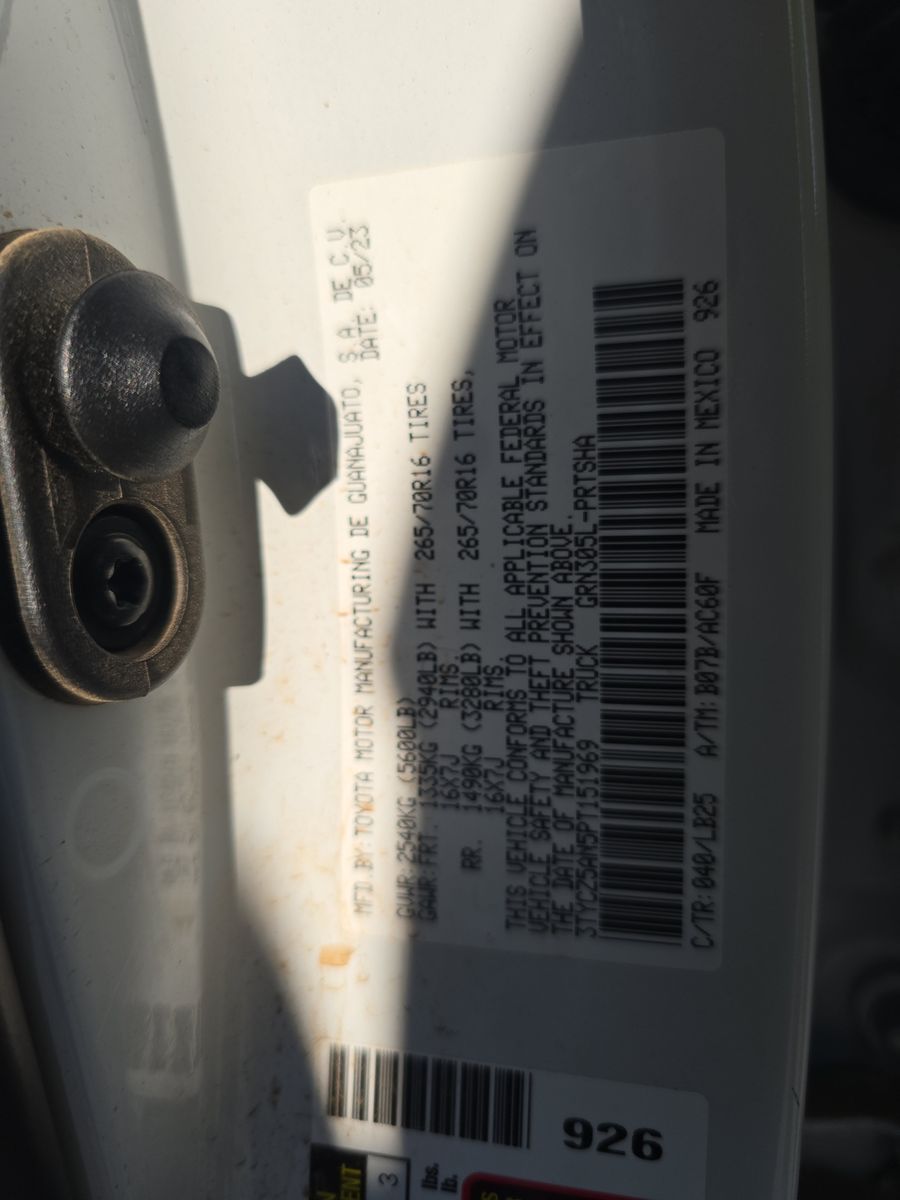 MFD.BY:TOYOTA MOTOR MANUFACTURING DE GUANAJUATO, S.A. DE C.V.
DATE: 05/23
GVWR:2540KG (5600LB)
GAWR:FRT. 1335KG (2940LB) WITH 265/70R16 TIRES
16X7J RIMS.
RR. 1490KG (3280LB) WITH 265/70R16 TIRES,
16X7J RIMS.
THIS VEHICLE CONFORMS TO ALL APPLICABLE FEDERAL MOTOR
VEHICLE SAFETY AND THEFT PREVENTION STANDARDS IN EFFECT ON
THE DATE OF MANUFACTURE SHOWN ABOVE.
3TYCZ5AN5PT151969 TRUCK GRN305L-PRTSHA
C/TR:040/LB25 A/TM:B07B/AC60F MADE IN MEXICO 926
926
3
lbs.
lb.